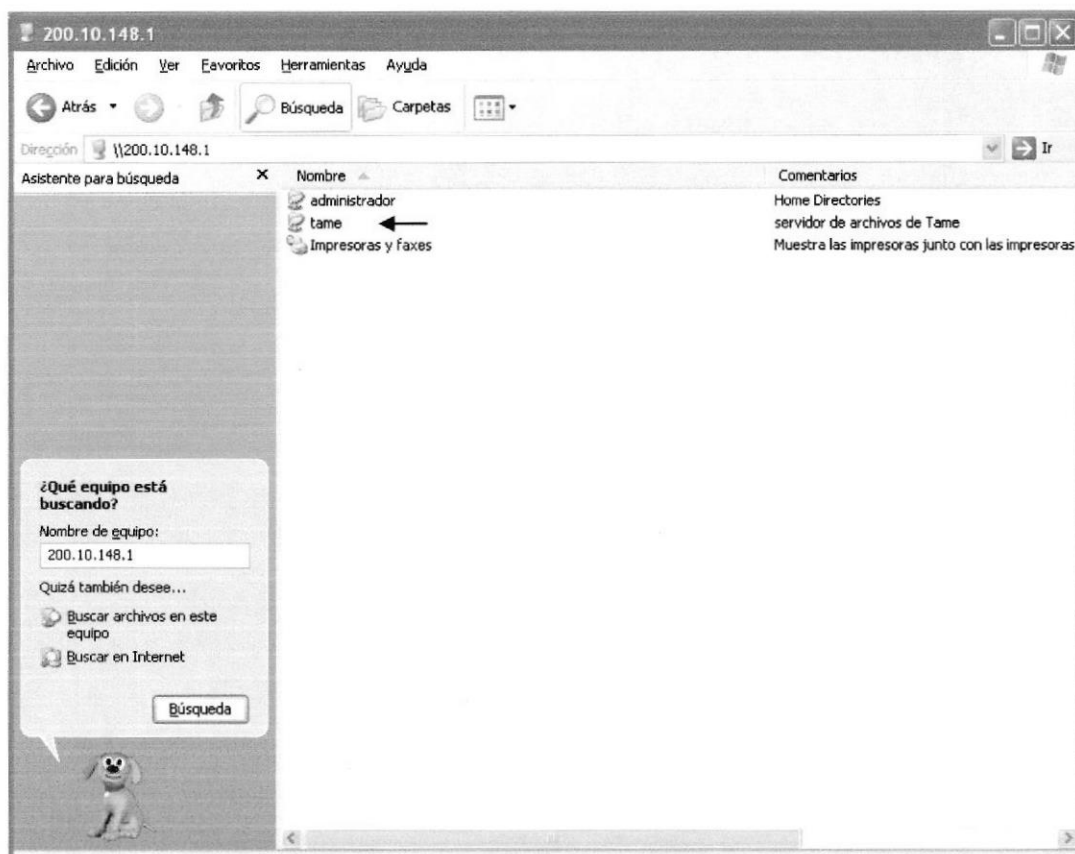 200.10.148.1
Archivo Edición Ver Favoritos Herramientas Ayuda
Atrás Búsqueda Carpetas
Dirección \\200.10.148.1 Ir
Asistente para búsqueda
Nombre Comentarios
administrador Home Directories
tame servidor de archivos de Tame
Impresoras y faxes Muestra las impresoras junto con las impresoras
¿Qué equipo está
buscando?
Nombre de equipo:
200.10.148.1
Quizá también desee...
Buscar archivos en este
equipo
Buscar en Internet
Búsqueda